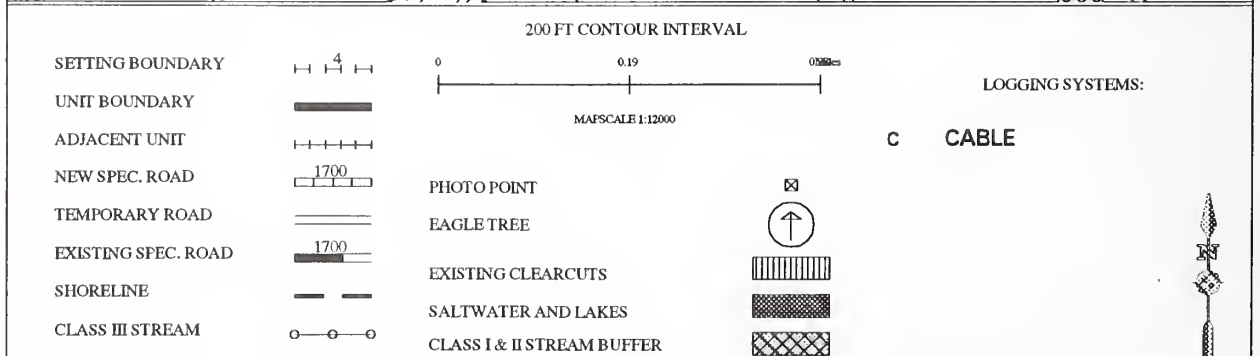 200 FT CONTOUR INTERVAL
SETTING BOUNDARY 4
UNIT BOUNDARY
ADJACENT UNIT
NEW SPEC. ROAD 1700
TEMPORARY ROAD
EXISTING SPEC. ROAD 1700
SHORELINE
CLASS III STREAM
0 0.19
MAPSCALE 1:12000
PHOTO POINT
EAGLE TREE
EXISTING CLEARCUTS
SALTWATER AND LAKES
CLASS I & II STREAM BUFFER
LOGGING SYSTEMS:
C CABLE
N